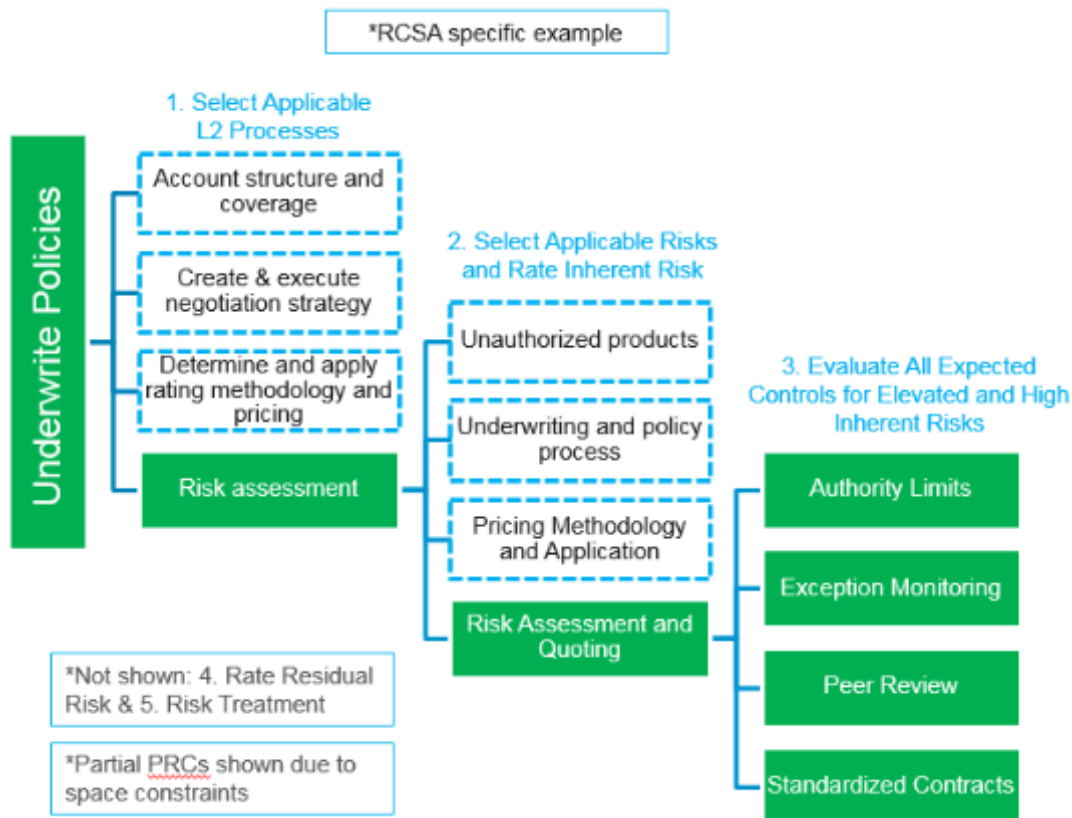 *RCSA specific example
1. Select Applicable
L2 Processes
Underwrite Policies
Account structure and
coverage
Create & execute
negotiation strategy
Determine and apply
rating methodology and
pricing
Risk assessment
2. Select Applicable Risks
and Rate Inherent Risk
Unauthorized products
Underwriting and policy
process
Pricing Methodology
and Application
Risk Assessment and
Quoting
3. Evaluate All Expected
Controls for Elevated and High
Inherent Risks
Authority Limits
Exception Monitoring
Peer Review
Standardized Contracts
*Not shown: 4. Rate Residual
Risk & 5. Risk Treatment
*Partial PRCs shown due to
space constraints